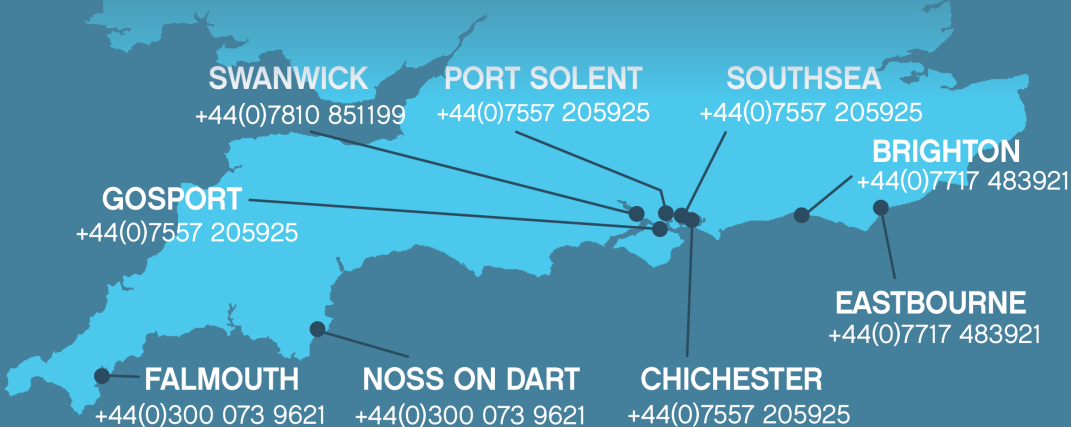 SWANWICK
+44(0)7810 851199
PORT SOLENT
+44(0)7557 205925
SOUTHSEA
+44(0)7557 205925
BRIGHTON
+44(0)7717 483921
GOSPORT
+44(0)7557 205925
EASTBOURNE
+44(0)7717 483921
FALMOUTH
+44(0)300 073 9621
NOSS ON DART
+44(0)300 073 9621
CHICHESTER
+44(0)7557 205925